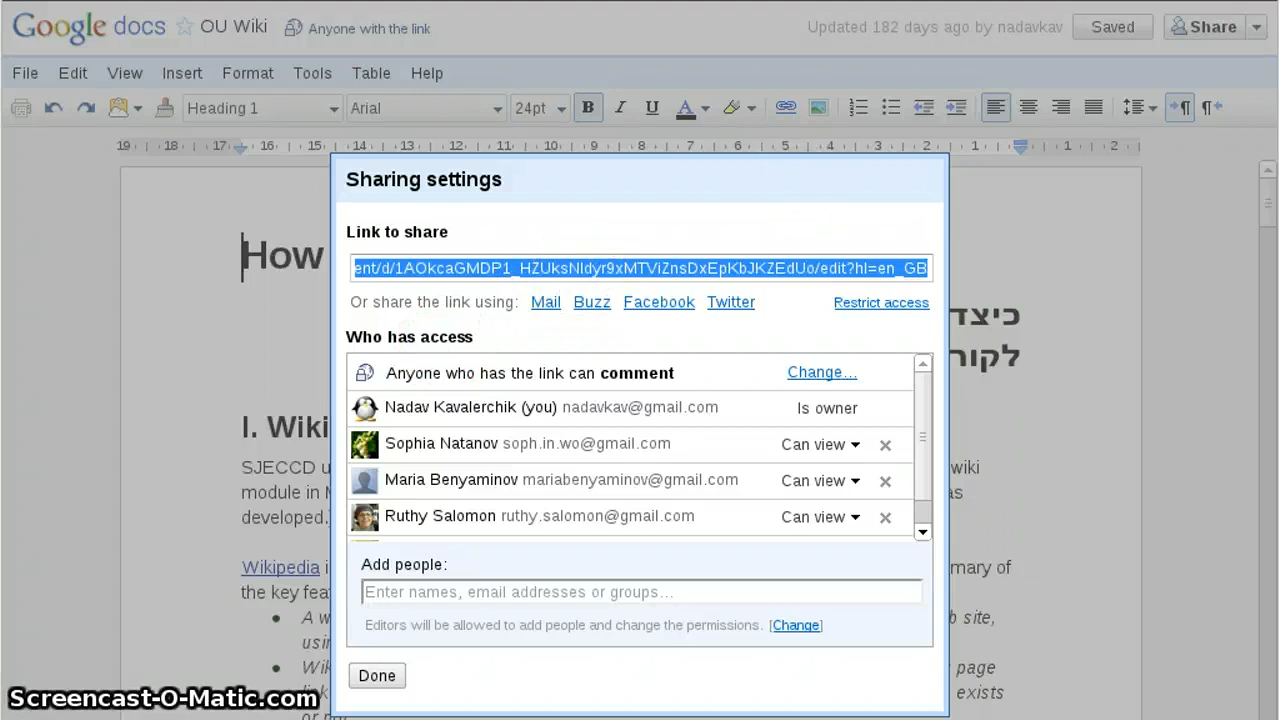 Google docs ☆ OU Wiki Anyone with the link Updated 182 days ago by nadavkav Saved Share
File Edit View Insert Format Tools Table Help
Heading 1 Arial 24pt B I U A
19 18 17 16 15 14 13 12 11 10 9 8 7 6 5 4 3 2 1 1 2
Sharing settings
Link to share
How
ent/d/1AOkcaGMDP1_HZUksNldyr9xMTViZnsDxEpKbJKZEdUo/edit?hl=en_GB
Or share the link using: Mail Buzz Facebook Twitter Restrict access
כיצד
Who has access
לקור
Anyone who has the link can comment Change...
Nadav Kavalerchik (you) nadavkav@gmail.com Is owner
I. Wiki
Sophia Natanov soph.in.wo@gmail.com Can view
SJECCD u wiki
Maria Benyaminov mariabenyaminov@gmail.com Can view
module in M as
Ruthy Salomon ruthy.salomon@gmail.com Can view
developed.
Add people:
Wikipedia i mary of
the key fea
Enter names, email addresses or groups...
A w b site,
Editors will be allowed to add people and change the permissions. [Change]
usin
Wik page
Done
link exists
or not
Screencast-O-Matic.com